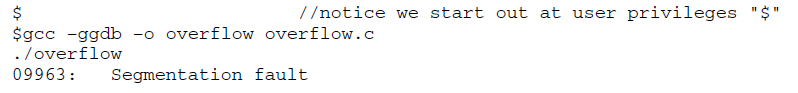 $ //notice we start out at user privileges "$"
$gcc -ggdb -o overflow overflow.c
./overflow
09963: Segmentation fault